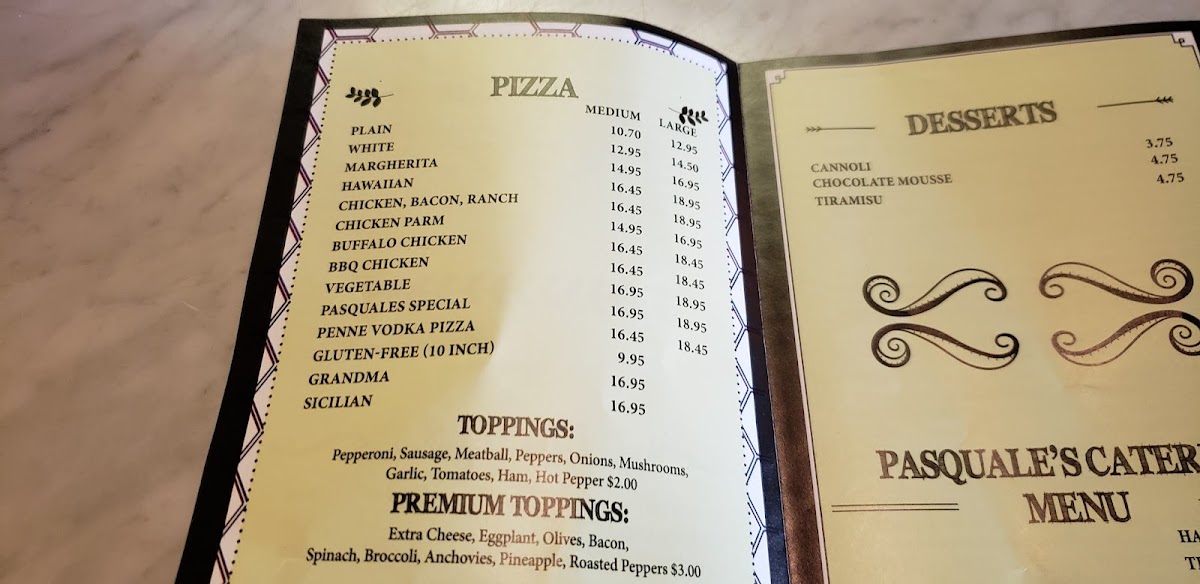 PIZZA
MEDIUM LARGE
PLAIN 10.70 12.95
WHITE 12.95 14.50
MARGHERITA 14.95 16.95
HAWAIIAN 16.45 18.95
CHICKEN, BACON, RANCH 16.45 18.95
CHICKEN PARM 14.95 16.95
BUFFALO CHICKEN 16.45 18.45
BBQ CHICKEN 16.45 18.45
VEGETABLE 16.95 18.95
PASQUALES SPECIAL 16.95 18.95
PENNE VODKA PIZZA 16.45 18.45
GLUTEN-FREE (10 INCH) 9.95
GRANDMA 16.95
SICILIAN 16.95
TOPPINGS:
Pepperoni, Sausage, Meatball, Peppers, Onions, Mushrooms,
Garlic, Tomatoes, Ham, Hot Pepper $2.00
PREMIUM TOPPINGS:
Extra Cheese, Eggplant, Olives, Bacon,
Spinach, Broccoli, Anchovies, Pineapple, Roasted Peppers $3.00
DESSERTS
CANNOLI 3.75
CHOCOLATE MOUSSE 4.75
TIRAMISU 4.75
PASQUALE'S CATER
MENU
HA